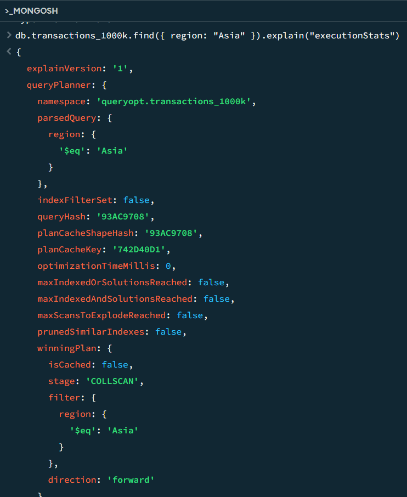 >_MONGOSH
> db.transactions_1000k.find({ region: "Asia" }).explain("executionStats")
< {
explainVersion: '1',
queryPlanner: {
namespace: 'queryopt.transactions_1000k',
parsedQuery: {
region: {
'$eq': 'Asia'
}
},
indexFilterSet: false,
queryHash: '93AC9708',
planCacheShapeHash: '93AC9708',
planCacheKey: '742D40D1',
optimizationTimeMillis: 0,
maxIndexedOrSolutionsReached: false,
maxIndexedAndSolutionsReached: false,
maxScansToExplodeReached: false,
prunedSimilarIndexes: false,
winningPlan: {
isCached: false,
stage: 'COLLSCAN',
filter: {
region: {
'$eq': 'Asia'
}
},
direction: 'forward'